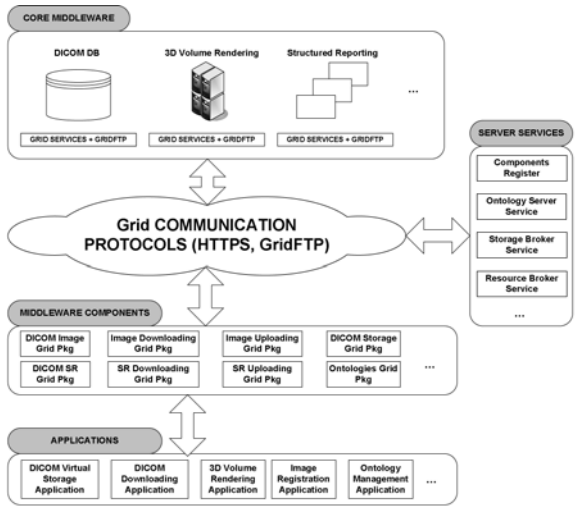 CORE MIDDLEWARE
DICOM DB
3D Volume Rendering
Structured Reporting
...
GRID SERVICES + GRIDFTP
GRID SERVICES + GRIDFTP
GRID SERVICES + GRIDFTP
SERVER SERVICES
Components
Register
Ontology Server
Service
Storage Broker
Service
Resource Broker
Service
...
Grid COMMUNICATION
PROTOCOLS (HTTPS, GridFTP)
MIDDLEWARE COMPONENTS
DICOM Image
Grid Pkg
Image Downloading
Grid Pkg
Image Uploading
Grid Pkg
DICOM Storage
Grid Pkg
DICOM SR
Grid Pkg
SR Downloading
Grid Pkg
SR Uploading
Grid Pkg
Ontologies Grid
Pkg
...
APPLICATIONS
DICOM Virtual
Storage
Application
DICOM
Downloading
Application
3D Volume
Rendering
Application
Image
Registration
Application
Ontology
Management
Application
...